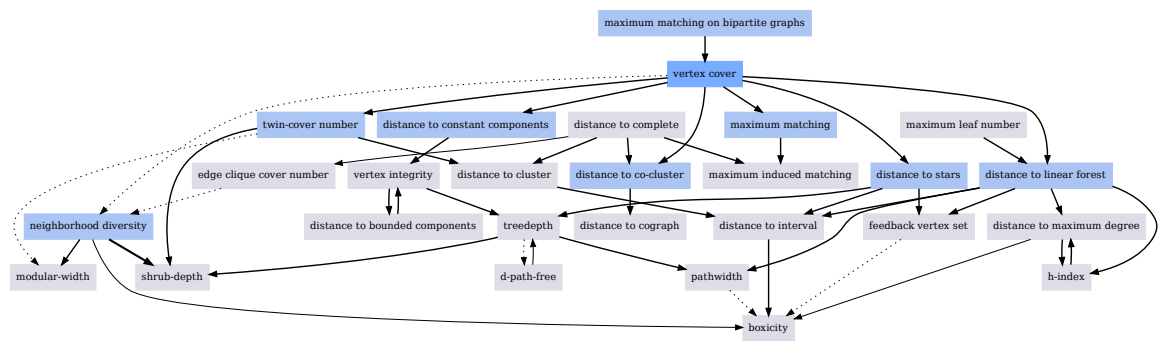 maximum matching on bipartite graphs
vertex cover
twin-cover number
distance to constant components
distance to complete
maximum matching
maximum leaf number
edge clique cover number
vertex integrity
distance to cluster
distance to co-cluster
maximum induced matching
distance to stars
distance to linear forest
neighborhood diversity
distance to bounded components
treedepth
distance to cograph
distance to interval
feedback vertex set
distance to maximum degree
modular-width
shrub-depth
d-path-free
pathwidth
h-index
boxicity